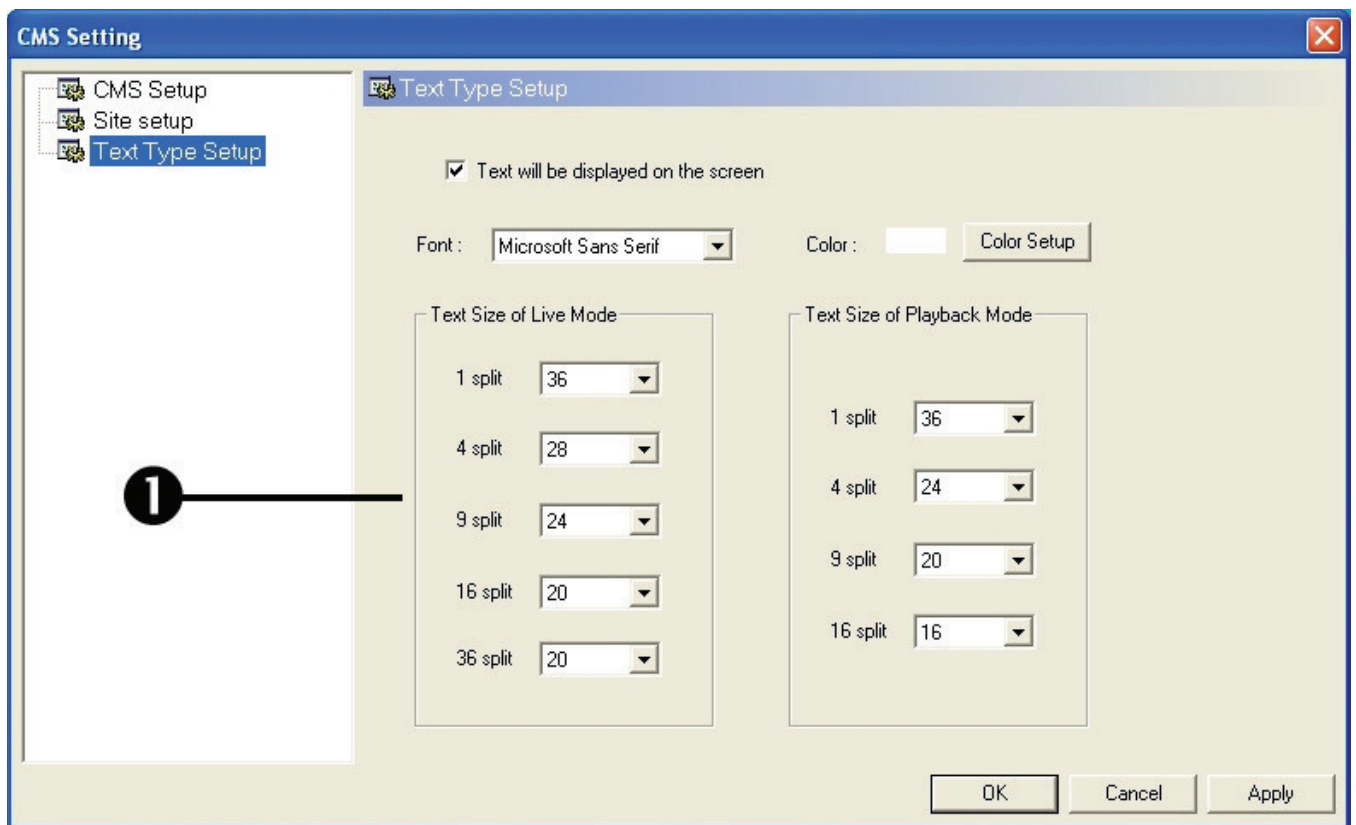 CMS Setting
CMS Setup
Site setup
Text Type Setup
Text Type Setup
Text will be displayed on the screen
Font : Microsoft Sans Serif
Color : Color Setup
Text Size of Live Mode
1 split 36
4 split 28
9 split 24
16 split 20
36 split 20
Text Size of Playback Mode
1 split 36
4 split 24
9 split 20
16 split 16
1
OK Cancel Apply